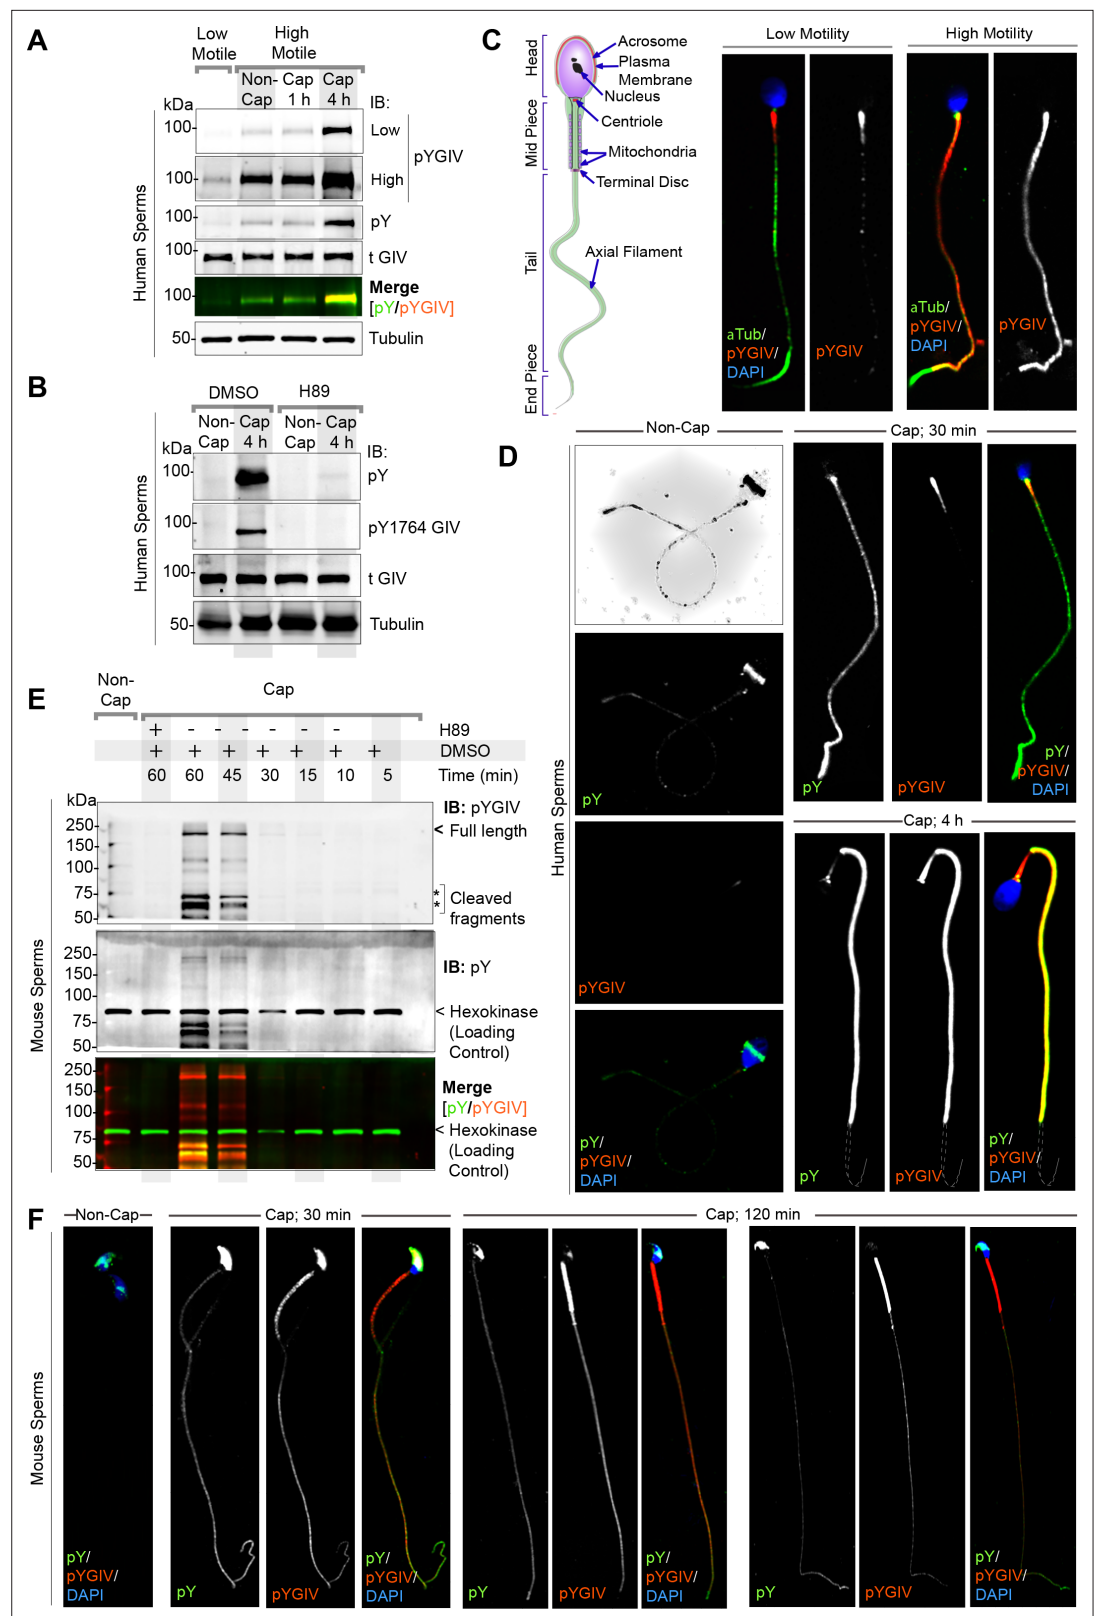 A
Low
Motile
High
Motile
Non-
Cap
Cap
1 h
Cap
4 h
kDa
IB:
100
Low
pYGIV
100
High
100
pY
100
t GIV
100
Merge
[pY/pYGIV]
50
Tubulin
Human Sperms
B
DMSO
H89
Non-
Cap
Cap
4 h
Non-
Cap
Cap
4 h
kDa
IB:
100
pY
100
pY1764 GIV
100
t GIV
50
Tubulin
Human Sperms
C
Head
Mid Piece
Tail
End Piece
Acrosome
Plasma
Membrane
Nucleus
Centriole
Mitochondria
Terminal Disc
Axial Filament
Low Motility
High Motility
aTub/
pYGIV/
DAPI
pYGIV
aTub/
pYGIV/
DAPI
pYGIV
D
Non-Cap
Cap; 30 min
pY
pYGIV
pY/
pYGIV/
DAPI
Human Sperms
pY
pYGIV
pY/
pYGIV/
DAPI
Cap; 4 h
pY
pYGIV
pY/
pYGIV/
DAPI
E
Non-
Cap
Cap
+ - - - - - - H89
+ + + + + + + DMSO
60 60 45 30 15 10 5 Time (min)
kDa
IB: pYGIV
250
< Full length
150
100
75
*
* Cleaved
fragments
50
250
IB: pY
150
100
< Hexokinase
(Loading
Control)
75
50
250
150
Merge
[pY/pYGIV]
100
< Hexokinase
(Loading
Control)
75
50
Mouse Sperms
F
Non-Cap
Cap; 30 min
Cap; 120 min
Mouse Sperms
pY/
pYGIV/
DAPI
pY
pYGIV
pY/
pYGIV/
DAPI
pY
pYGIV
pY/
pYGIV/
DAPI
pY
pYGIV
pY/
pYGIV/
DAPI